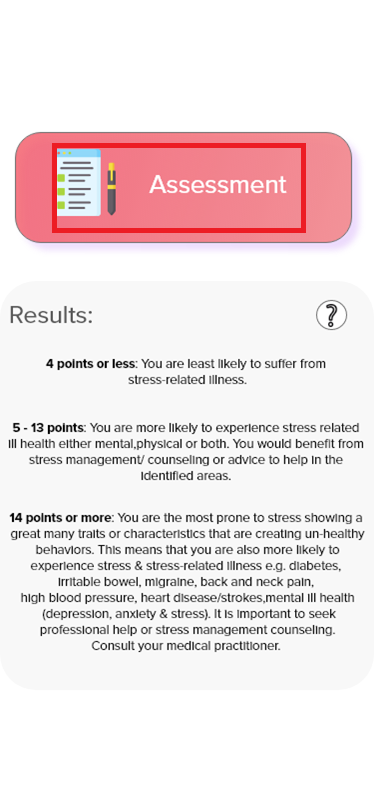 Assessment
Results:
?
4 points or less: You are least likely to suffer from
stress-related illness.
5 - 13 points: You are more likely to experience stress related
ill health either mental,physical or both. You would benefit from
stress management/ counseling or advice to help in the
identified areas.
14 points or more: You are the most prone to stress showing a
great many traits or characteristics that are creating un-healthy
behaviors. This means that you are also more likely to
experience stress & stress-related illness e.g. diabetes,
irritable bowel, migraine, back and neck pain,
high blood pressure, heart disease/strokes,mental ill health
(depression, anxiety & stress). It is important to seek
professional help or stress management counseling.
Consult your medical practitioner.